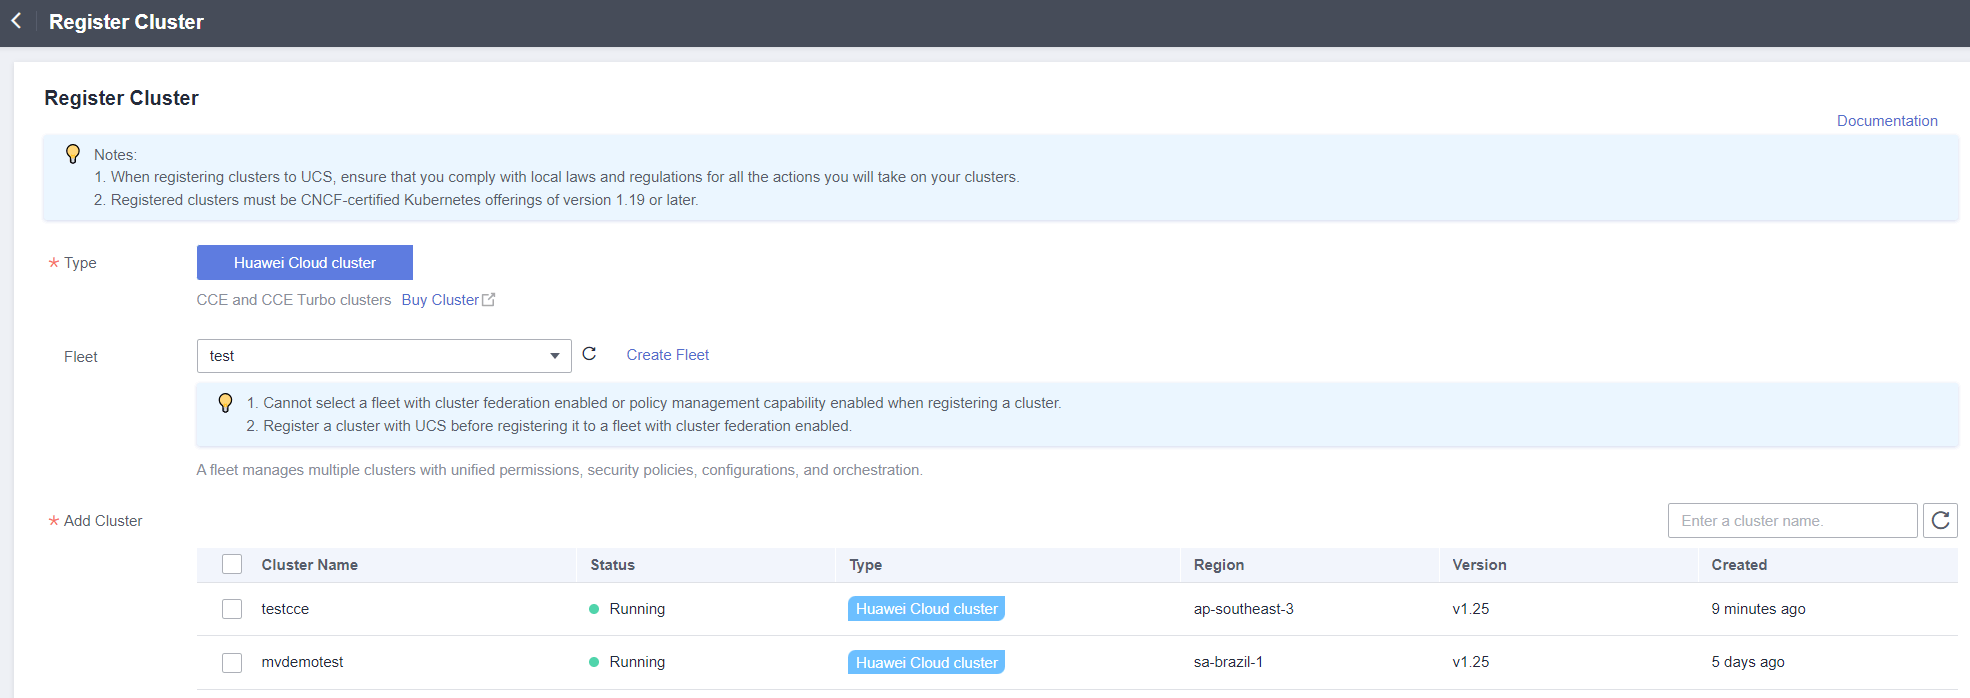 Register Cluster
Register Cluster
Documentation
Notes:
1. When registering clusters to UCS, ensure that you comply with local laws and regulations for all the actions you will take on your clusters.
2. Registered clusters must be CNCF-certified Kubernetes offerings of version 1.19 or later.
* Type
Huawei Cloud cluster
CCE and CCE Turbo clusters Buy Cluster
Fleet
test
Create Fleet
1. Cannot select a fleet with cluster federation enabled or policy management capability enabled when registering a cluster.
2. Register a cluster with UCS before registering it to a fleet with cluster federation enabled.
A fleet manages multiple clusters with unified permissions, security policies, configurations, and orchestration.
* Add Cluster
Enter a cluster name.
Cluster Name Status Type Region Version Created
testcce Running Huawei Cloud cluster ap-southeast-3 v1.25 9 minutes ago
mvdemotest Running Huawei Cloud cluster sa-brazil-1 v1.25 5 days ago